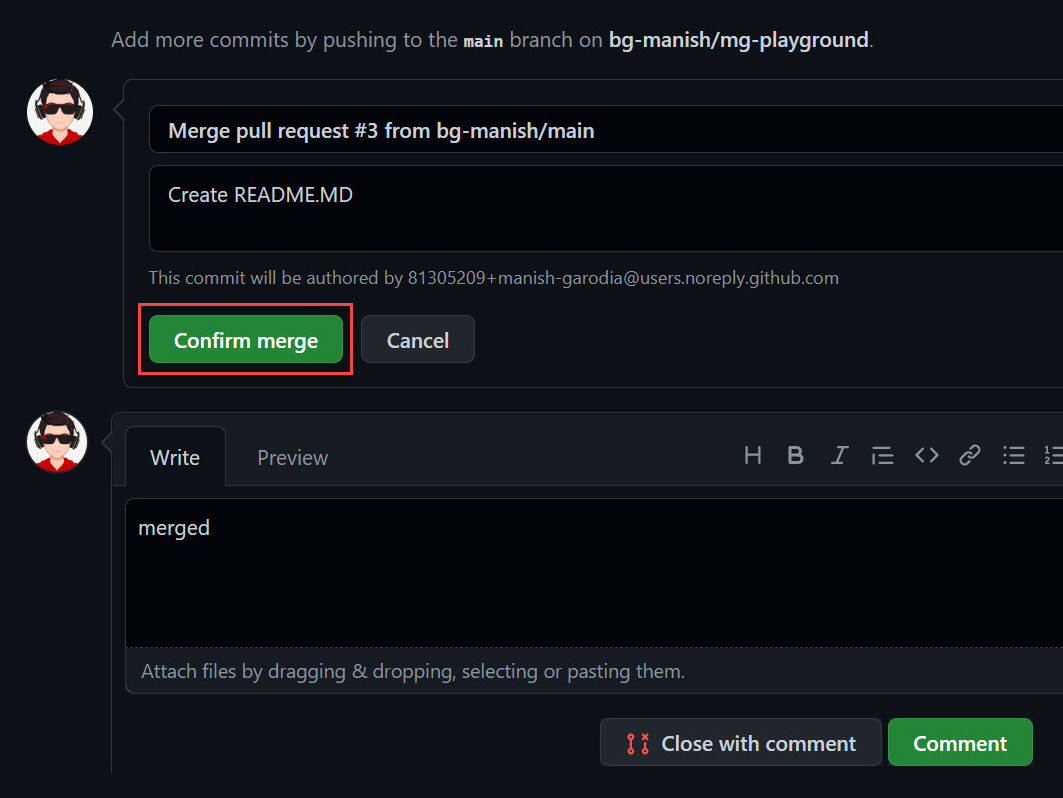 Add more commits by pushing to the main branch on bg-manish/mg-playground.
Merge pull request #3 from bg-manish/main
Create README.MD
This commit will be authored by 81305209+manish-garodia@users.noreply.github.com
Confirm merge Cancel
Write Preview
merged
Attach files by dragging & dropping, selecting or pasting them.
Close with comment Comment